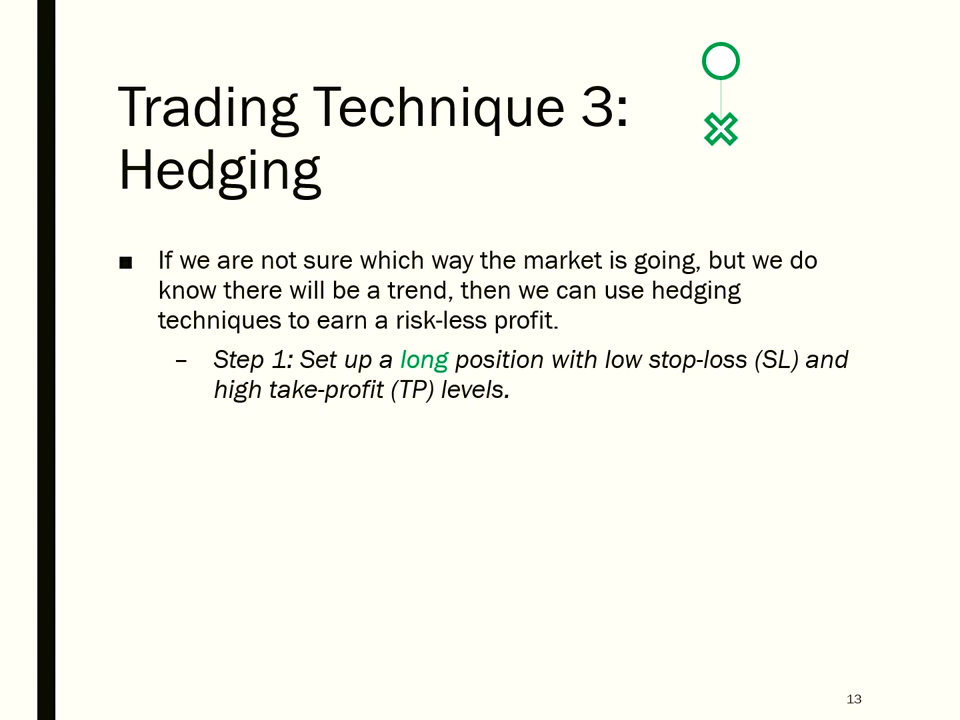 Trading Technique 3:
Hedging
■ If we are not sure which way the market is going, but we do
know there will be a trend, then we can use hedging
techniques to earn a risk-less profit.
– Step 1: Set up a long position with low stop-loss (SL) and
high take-profit (TP) levels.
13